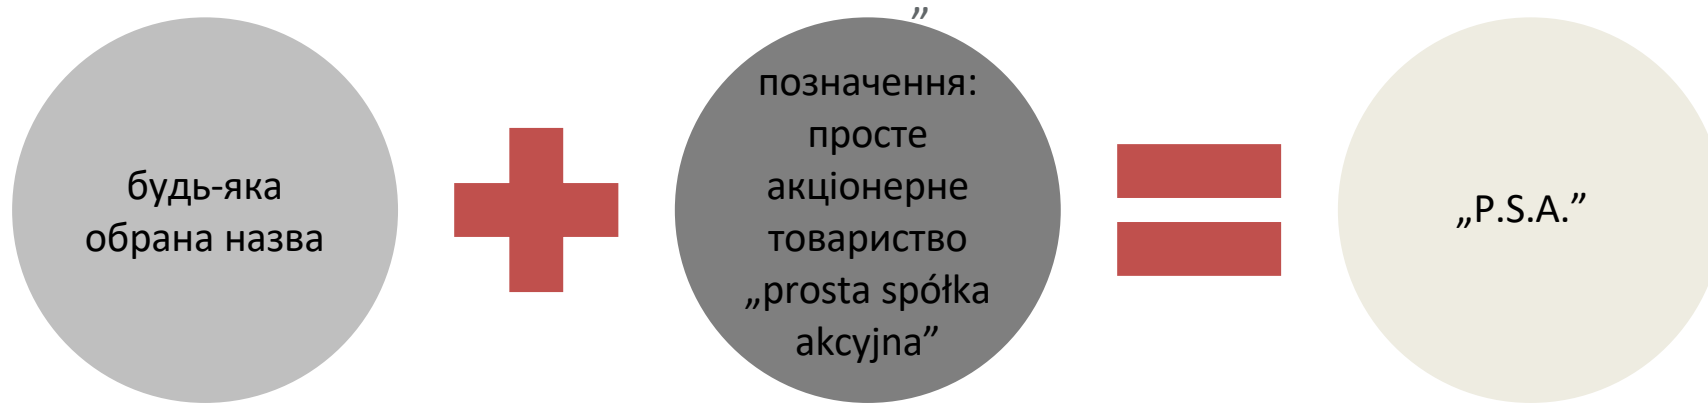 ”
будь-яка
обрана назва
позначення:
просте
акціонерне
товариство
„prosta spółka
akcyjna”
„P.S.A.”